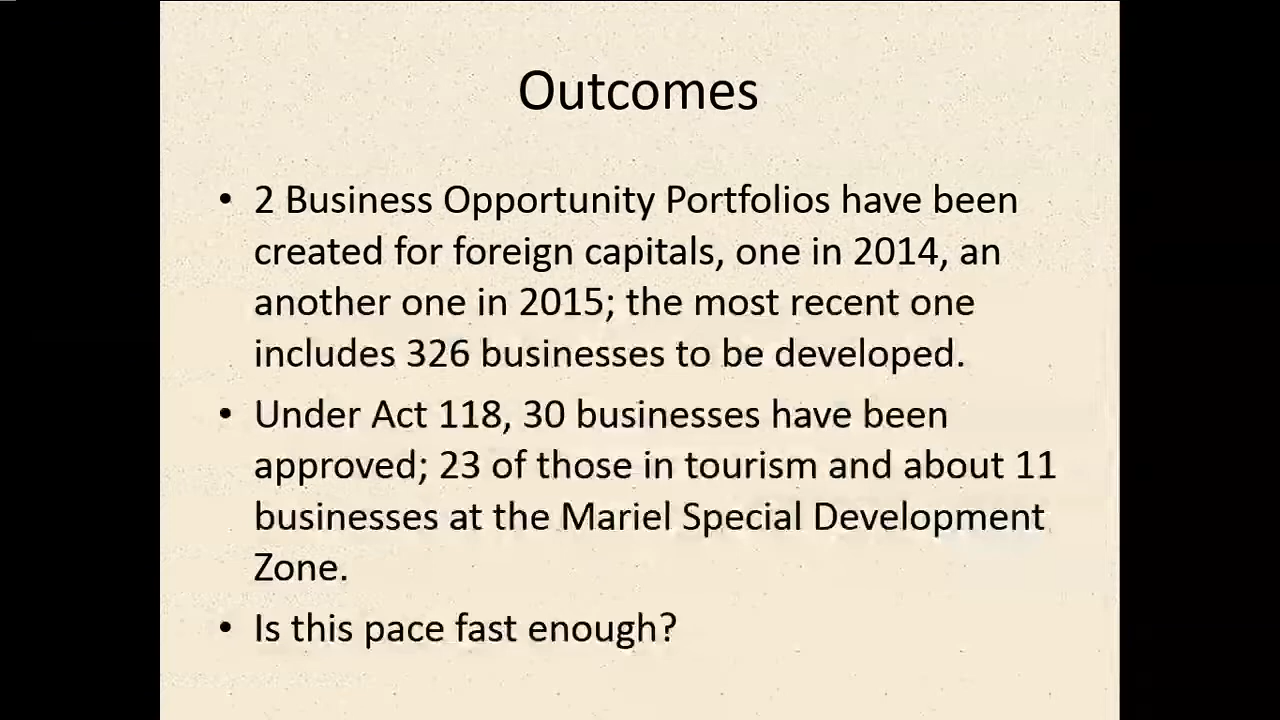 Outcomes
• 2 Business Opportunity Portfolios have been
created for foreign capitals, one in 2014, an
another one in 2015; the most recent one
includes 326 businesses to be developed.
• Under Act 118, 30 businesses have been
approved; 23 of those in tourism and about 11
businesses at the Mariel Special Development
Zone.
• Is this pace fast enough?